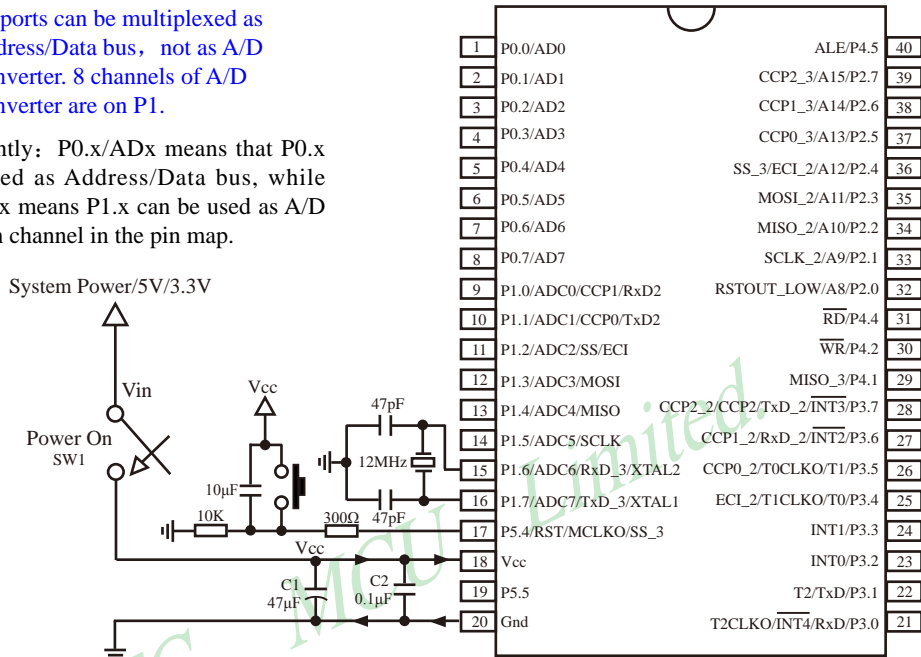 ports can be multiplexed as
dress/Data bus, not as A/D
nverter. 8 channels of A/D
nverter are on P1.
ntly: P0.x/ADx means that P0.x
ed as Address/Data bus, while
x means P1.x can be used as A/D
n channel in the pin map.
System Power/5V/3.3V
Vin
Power On
SW1
Vcc
10μF
10K
300Ω
47pF
12MHz
47pF
Vcc
C1
47μF
C2
0.1μF
1 P0.0/AD0
2 P0.1/AD1
3 P0.2/AD2
4 P0.3/AD3
5 P0.4/AD4
6 P0.5/AD5
7 P0.6/AD6
8 P0.7/AD7
9 P1.0/ADC0/CCP1/RxD2
10 P1.1/ADC1/CCP0/TxD2
11 P1.2/ADC2/SS/ECI
12 P1.3/ADC3/MOSI
13 P1.4/ADC4/MISO
14 P1.5/ADC5/SCLK
15 P1.6/ADC6/RxD_3/XTAL2
16 P1.7/ADC7/TxD_3/XTAL1
17 P5.4/RST/MCLKO/SS_3
18 Vcc
19 P5.5
20 Gnd
ALE/P4.5 40
CCP2_3/A15/P2.7 39
CCP1_3/A14/P2.6 38
CCP0_3/A13/P2.5 37
SS_3/ECI_2/A12/P2.4 36
MOSI_2/A11/P2.3 35
MISO_2/A10/P2.2 34
SCLK_2/A9/P2.1 33
RSTOUT_LOW/A8/P2.0 32
RD/P4.4 31
WR/P4.2 30
MISO_3/P4.1 29
CCP2_2/CCP2/TxD_2/INT3/P3.7 28
CCP1_2/RxD_2/INT2/P3.6 27
CCP0_2/T0CLKO/T1/P3.5 26
ECI_2/T1CLKO/T0/P3.4 25
INT1/P3.3 24
INT0/P3.2 23
T2/TxD/P3.1 22
T2CLKO/INT4/RxD/P3.0 21
MCU Limited.